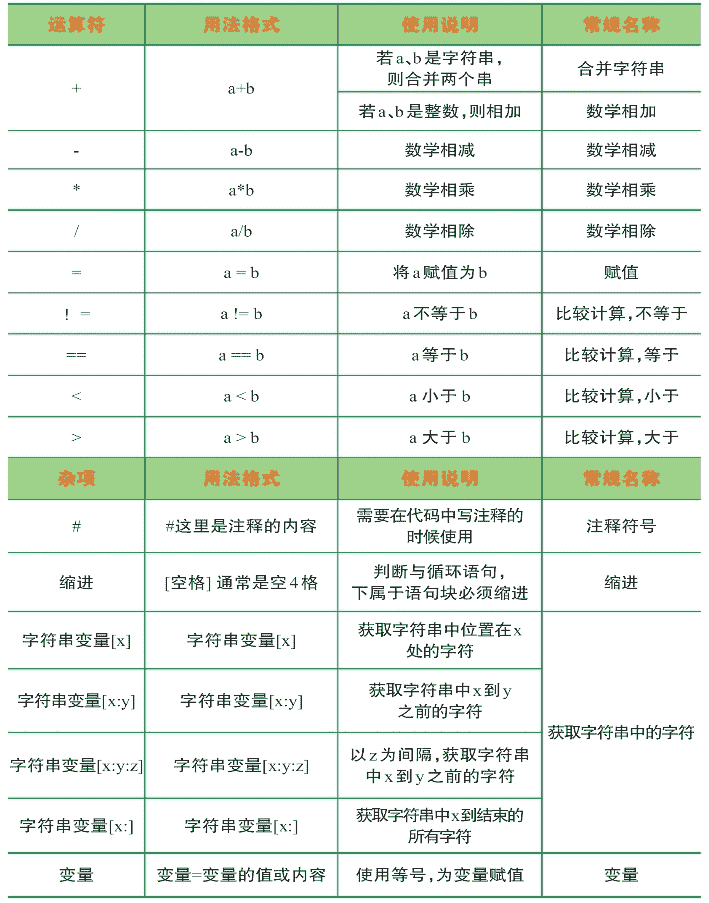 运算符 用法格式 使用说明 常规名称
+ a+b 若a、b是字符串,
则合并两个串 合并字符串
若a、b是整数,则相加 数学相加
- a-b 数学相减 数学相减
* a*b 数学相乘 数学相乘
/ a/b 数学相除 数学相除
= a = b 将a赋值为b 赋值
! = a != b a不等于b 比较计算,不等于
== a == b a等于b 比较计算,等于
< a < b a 小于 b 比较计算,小于
> a > b a 大于 b 比较计算,大于
杂项 用法格式 使用说明 常规名称
# #这里是注释的内容 需要在代码中写注释的
时候使用 注释符号
缩进 [空格] 通常是空4格 判断与循环语句,
下属于语句块必须缩进 缩进
字符串变量[x] 字符串变量[x] 获取字符串中位置在x
处的字符
字符串变量[x:y] 字符串变量[x:y] 获取字符串中x到y
之前的字符 获取字符串中的字符
字符串变量[x:y:z] 字符串变量[x:y:z] 以z为间隔,获取字符串
中x到y之前的字符
字符串变量[x:] 字符串变量[x:] 获取字符串中x到结束的
所有字符
变量 变量=变量的值或内容 使用等号,为变量赋值 变量